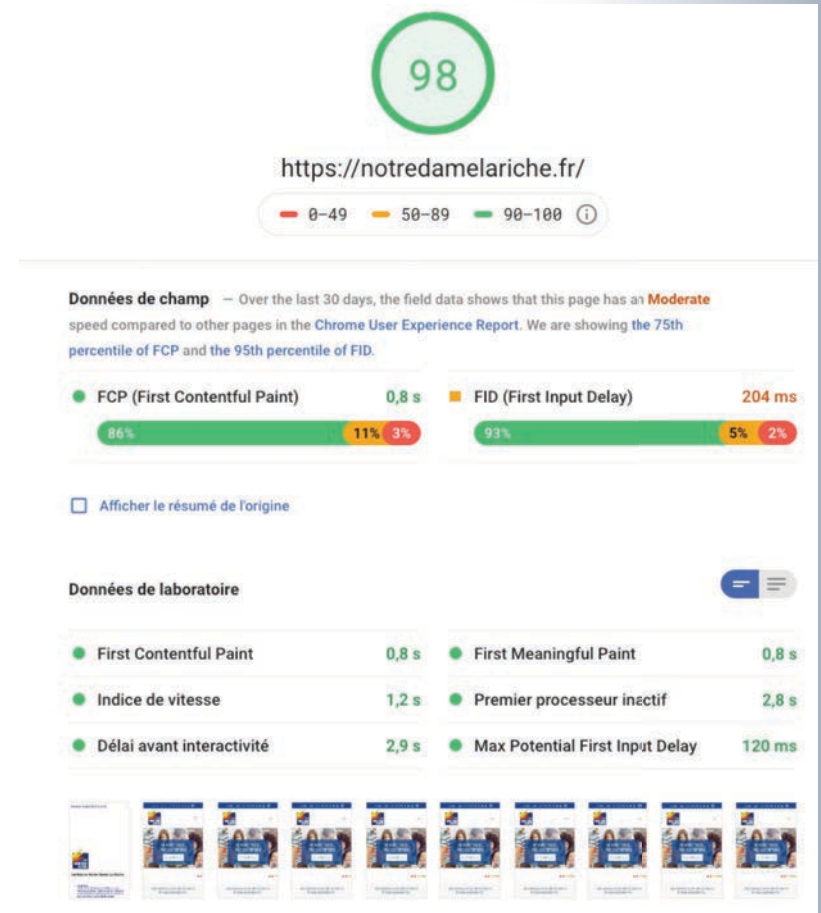 98
https://notredamelariche.fr/
0–49 50–89 90–100
Données de champ — Over the last 30 days, the field data shows that this page has an Moderate
speed compared to other pages in the Chrome User Experience Report. We are showing the 75th
percentile of FCP and the 95th percentile of FID.
FCP (First Contentful Paint) 0,8 s FID (First Input Delay) 204 ms
86% 11% 3% 93% 5% 2%
Afficher le résumé de l'origine
Données de laboratoire
First Contentful Paint 0,8 s First Meaningful Paint 0,8 s
Indice de vitesse 1,2 s Premier processeur inactif 2,8 s
Délai avant interactivité 2,9 s Max Potential First Input Delay 120 ms